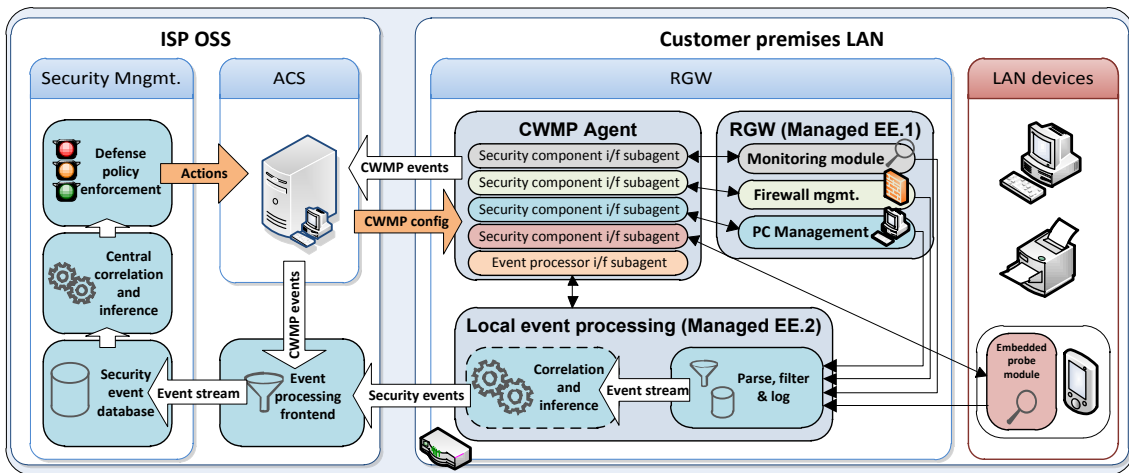 ISP OSS
Customer premises LAN
Security Mngmt.
ACS
RGW
LAN devices
Defense
policy
enforcement
Actions
CWMP events
CWMP config
CWMP Agent
Security component i/f subagent
Security component i/f subagent
Security component i/f subagent
Security component i/f subagent
Event processor i/f subagent
RGW (Managed EE.1)
Monitoring module
Firewall mgmt.
PC Management
Central
correlation
and
inference
CWMP events
Local event processing (Managed EE.2)
Security
event
database
Event stream
Event
processing
frontend
Security events
Correlation
and
inference
Event stream
Parse, filter
& log
Embedded
probe
module